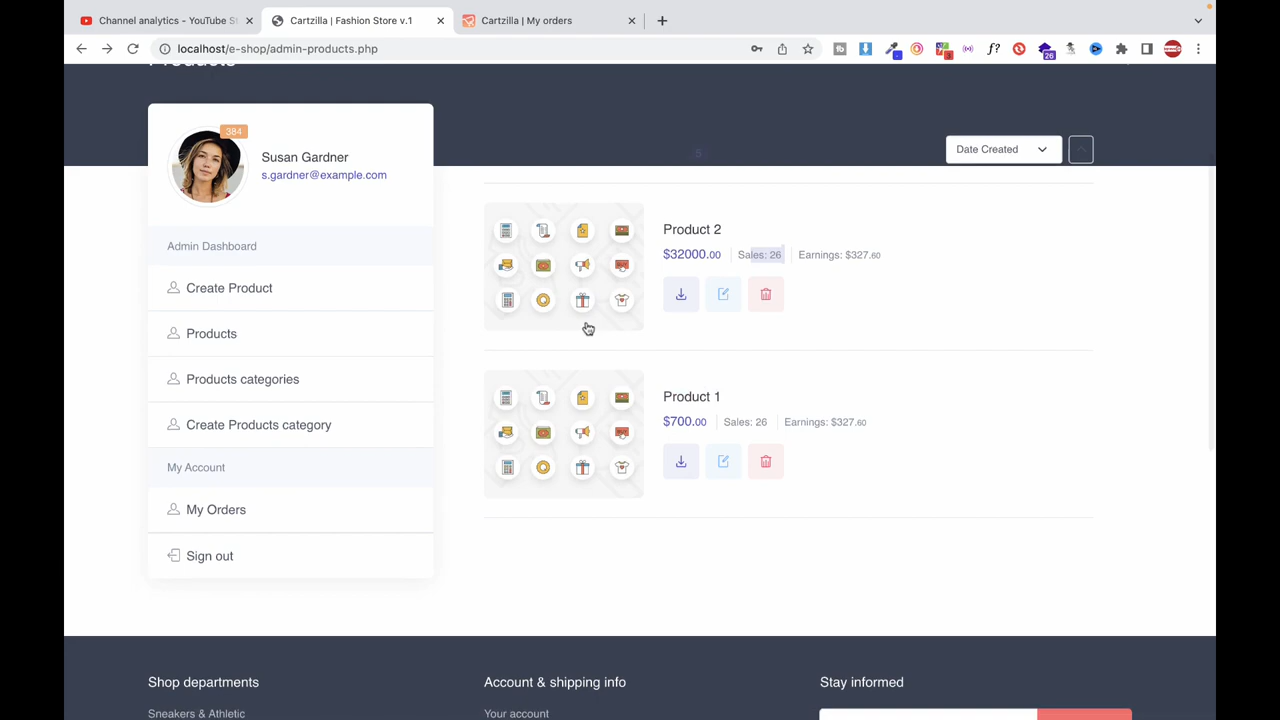 Channel analytics - YouTube S
Cartzilla | Fashion Store v.1
Cartzilla | My orders
localhost/e-shop/admin-products.php
26
Products
384
Susan Gardner
s.gardner@example.com
Date Created
Admin Dashboard
Create Product
Products
Products categories
Create Products category
My Account
My Orders
Sign out
Product 2
$32000.00
Sales: 26
Earnings: $327.60
Product 1
$700.00
Sales: 26
Earnings: $327.60
Shop departments
Account & shipping info
Stay informed
Sneakers & Athletic
Your account